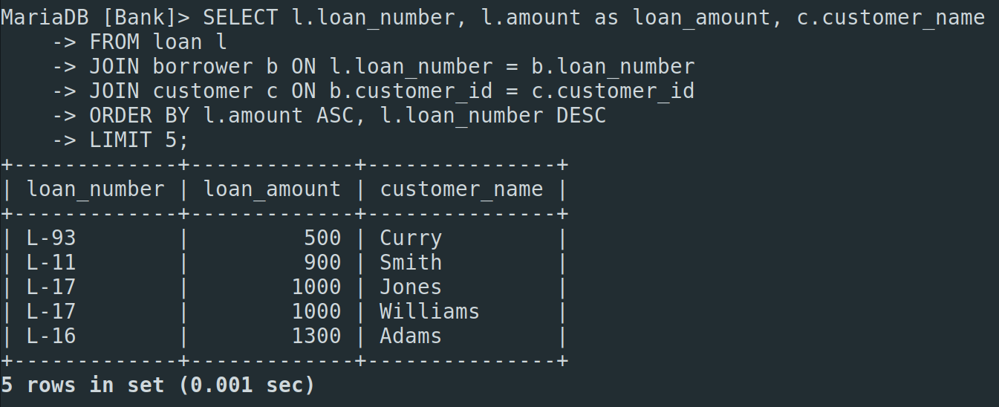 MariaDB [Bank]> SELECT l.loan_number, l.amount as loan_amount, c.customer_name
    -> FROM loan l
    -> JOIN borrower b ON l.loan_number = b.loan_number
    -> JOIN customer c ON b.customer_id = c.customer_id
    -> ORDER BY l.amount ASC, l.loan_number DESC
    -> LIMIT 5;
+-------------+-------------+---------------+
| loan_number | loan_amount | customer_name |
+-------------+-------------+---------------+
| L-93        |         500 | Curry         |
| L-11        |         900 | Smith         |
| L-17        |        1000 | Jones         |
| L-17        |        1000 | Williams      |
| L-16        |        1300 | Adams         |
+-------------+-------------+---------------+
5 rows in set (0.001 sec)